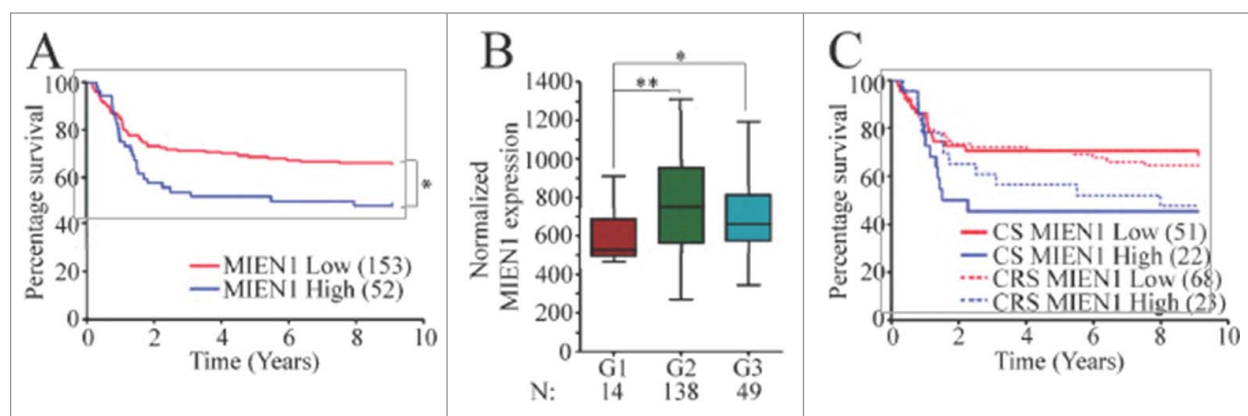 A
Percentage survival
100
80
60
40
20
0
0 2 4 6 8 10
Time (Years)
MIEN1 Low (153)
MIEN1 High (52)
*
B
Normalized
MIEN1 expression
1400
1200
1000
800
600
400
200
0
*
**
G1 G2 G3
N: 14 138 49
C
Percentage survival
100
80
60
40
20
0
0 2 4 6 8 10
Time (Years)
CS MIEN1 Low (51)
CS MIEN1 High (22)
CRS MIEN1 Low (68)
CRS MIEN1 High (23)